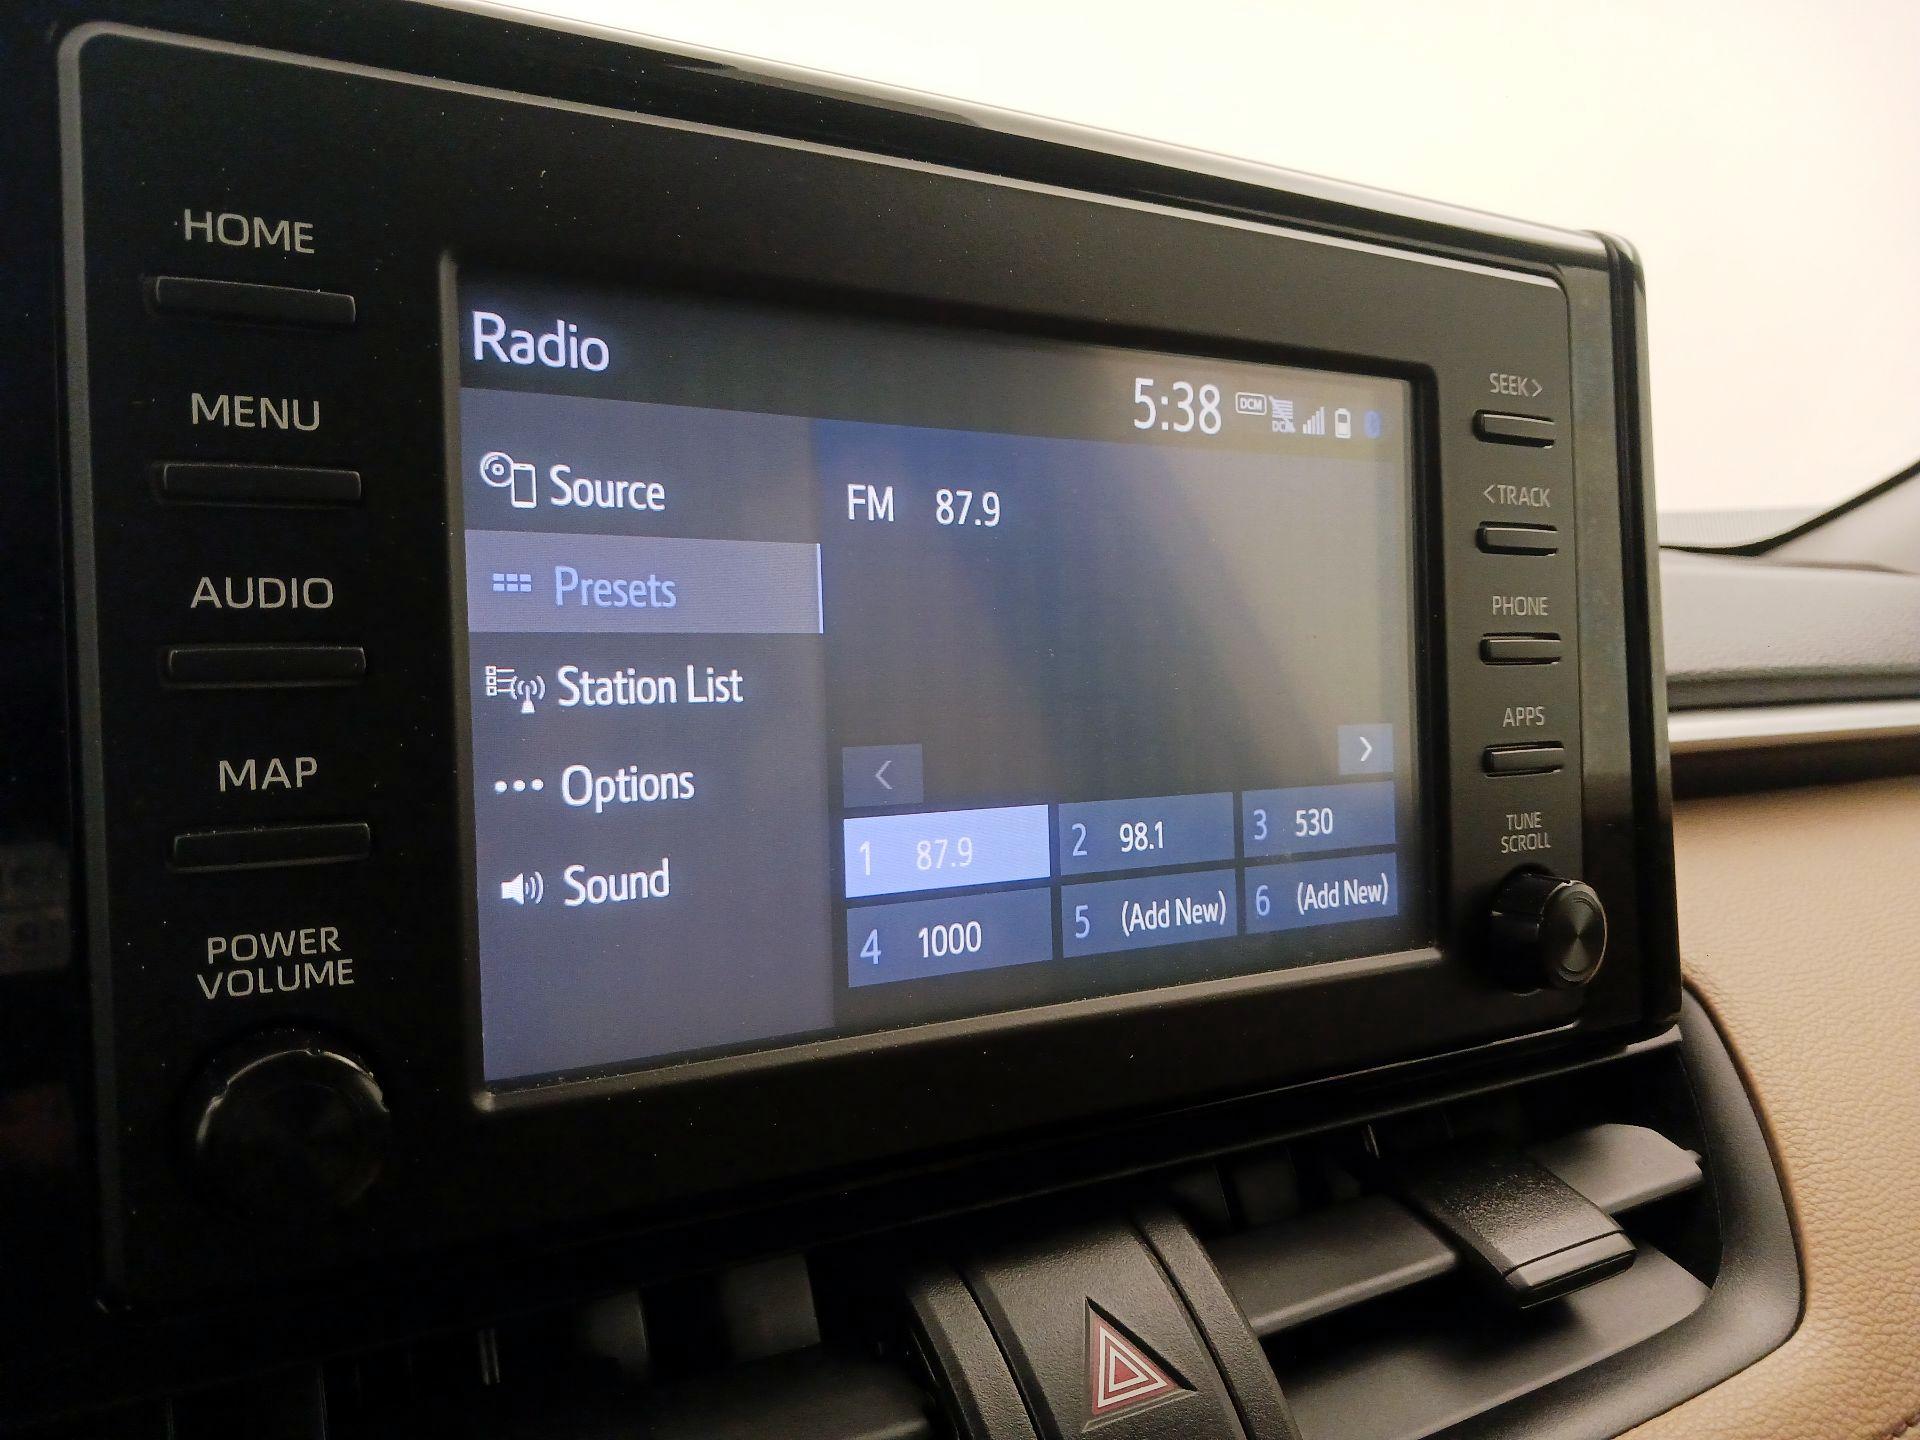 HOME
MENU
AUDIO
MAP
POWER
VOLUME
Radio
5:38
DCM
DCM
Source
Presets
Station List
Options
Sound
FM 87.9
<
>
1 87.9
2 98.1
3 530
4 1000
5 (Add New)
6 (Add New)
SEEK>
<TRACK
PHONE
APPS
TUNE
SCROLL